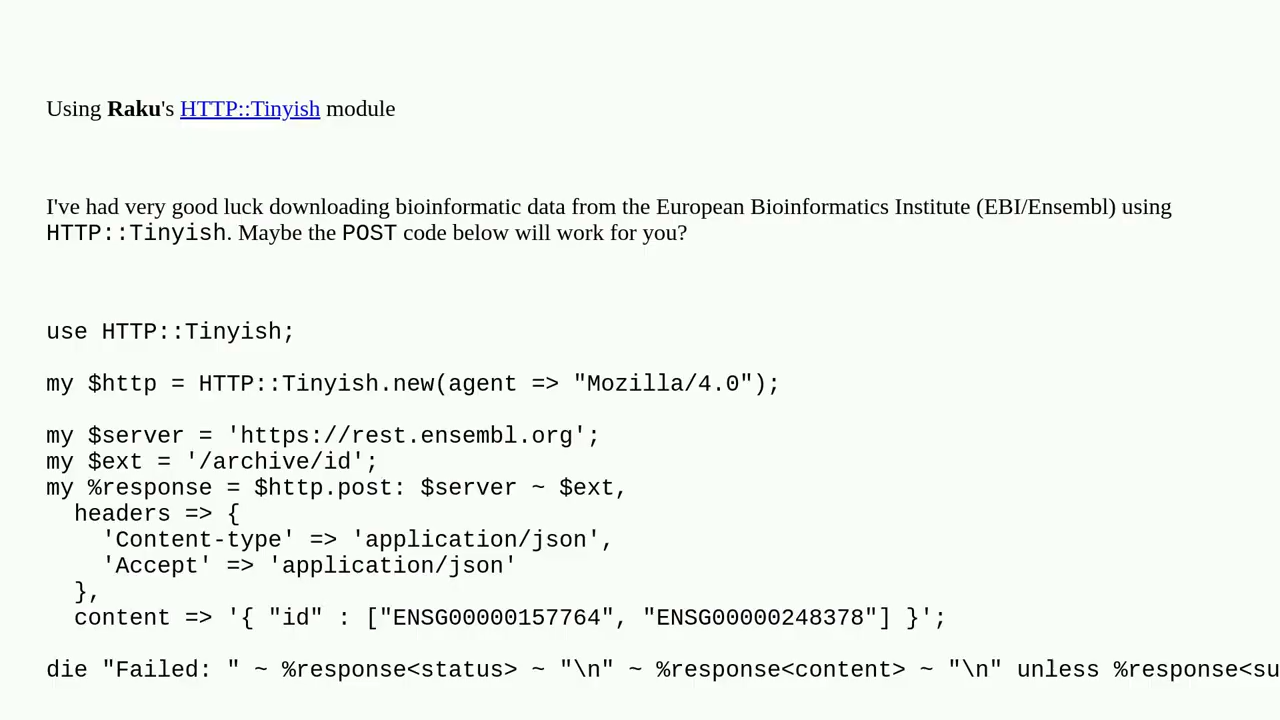 Using Raku's HTTP::Tinyish module
I've had very good luck downloading bioinformatic data from the European Bioinformatics Institute (EBI/Ensembl) using
HTTP::Tinyish. Maybe the POST code below will work for you?
use HTTP::Tinyish;
my $http = HTTP::Tinyish.new(agent => "Mozilla/4.0");
my $server = 'https://rest.ensembl.org';
my $ext = '/archive/id';
my %response = $http.post: $server ~ $ext,
  headers => {
    'Content-type' => 'application/json',
    'Accept' => 'application/json'
  },
  content => '{ "id" : ["ENSG00000157764", "ENSG00000248378"] }';
die "Failed: " ~ %response<status> ~ "\n" ~ %response<content> ~ "\n" unless %response<su